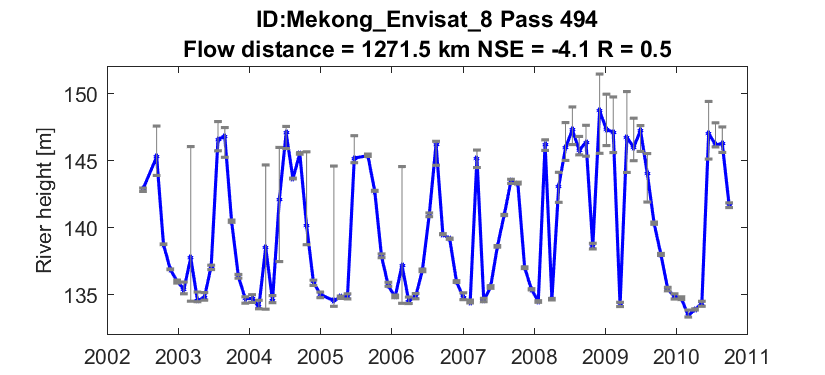 ID:Mekong_Envisat_8 Pass 494
Flow distance = 1271.5 km NSE = -4.1 R = 0.5
River height [m]
150
145
140
135
2002 2003 2004 2005 2006 2007 2008 2009 2010 2011